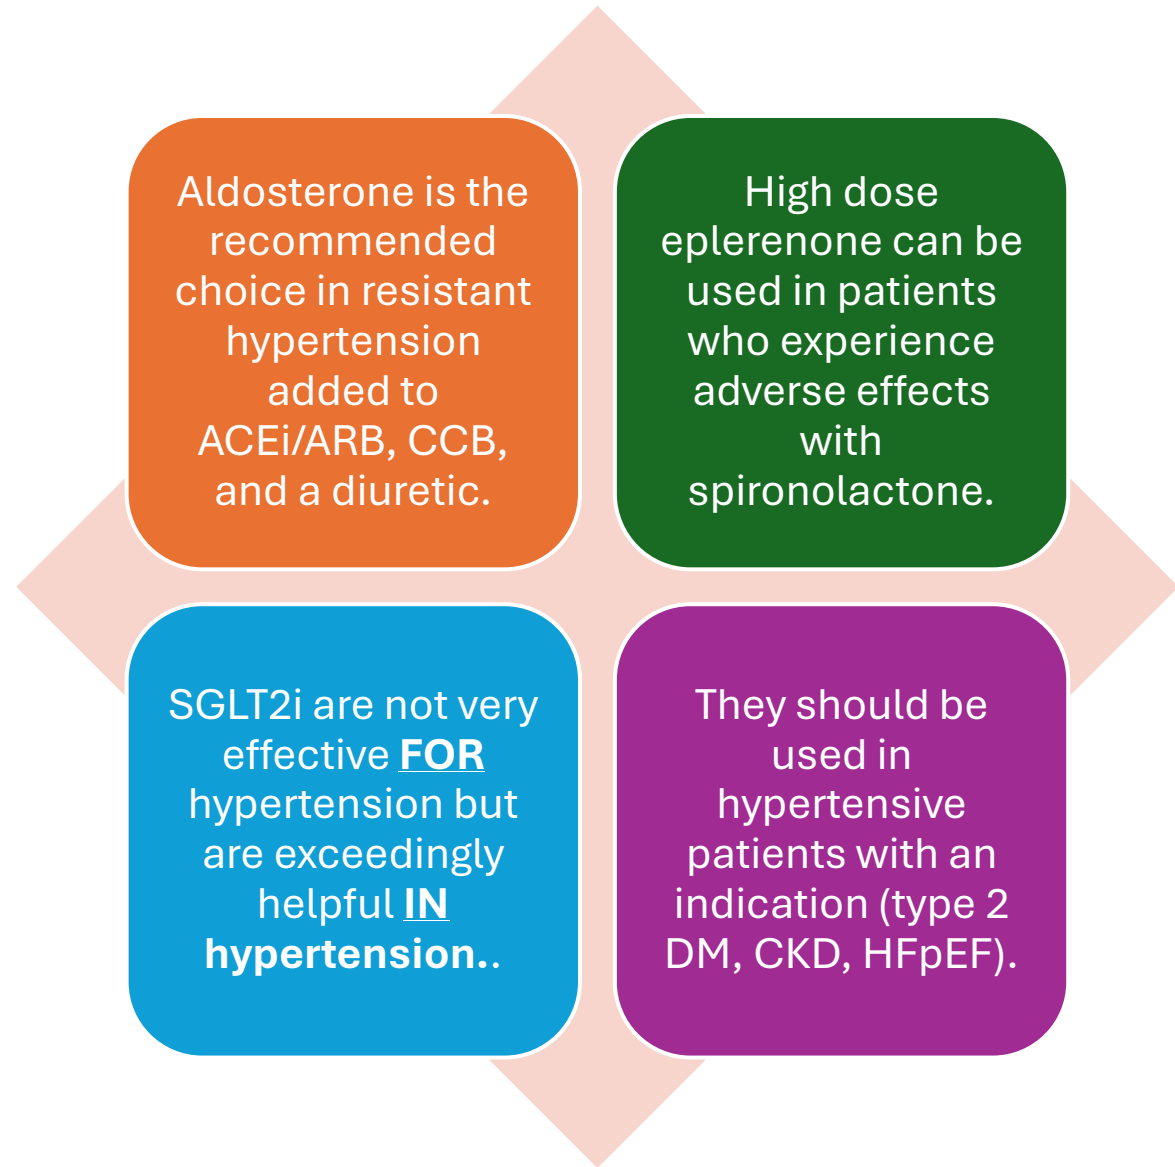 Aldosterone is the
recommended
choice in resistant
hypertension
added to
ACEi/ARB, CCB,
and a diuretic.
High dose
eplerenone can be
used in patients
who experience
adverse effects
with
spironolactone.
SGLT2i are not very
effective FOR
hypertension but
are exceedingly
helpful IN
hypertension..
They should be
used in
hypertensive
patients with an
indication (type 2
DM, CKD, HFpEF).